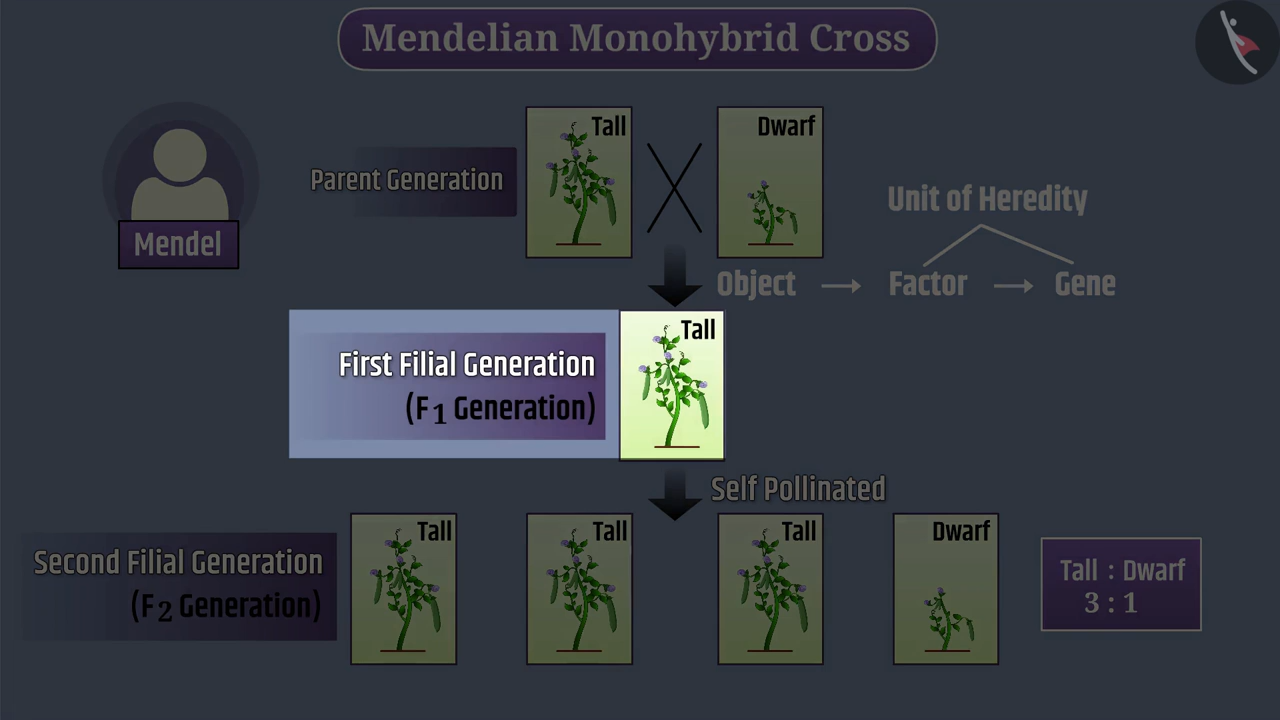 Mendelian Monohybrid Cross
Mendel
Parent Generation
Tall
Dwarf
Unit of Heredity
Object → Factor → Gene
First Filial Generation
(F1 Generation)
Tall
Self Pollinated
Second Filial Generation
(F2 Generation)
Tall
Tall
Tall
Dwarf
Tall : Dwarf
3 : 1